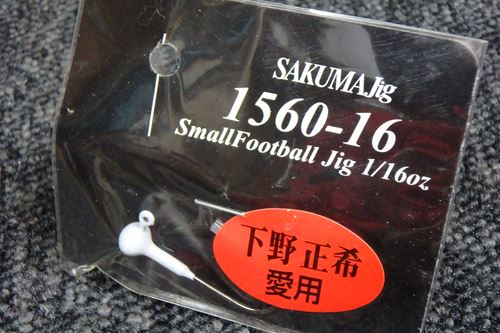 SAKUMAJig
1560-16
SmallFootball Jig 1/16oz
下野正希
愛用